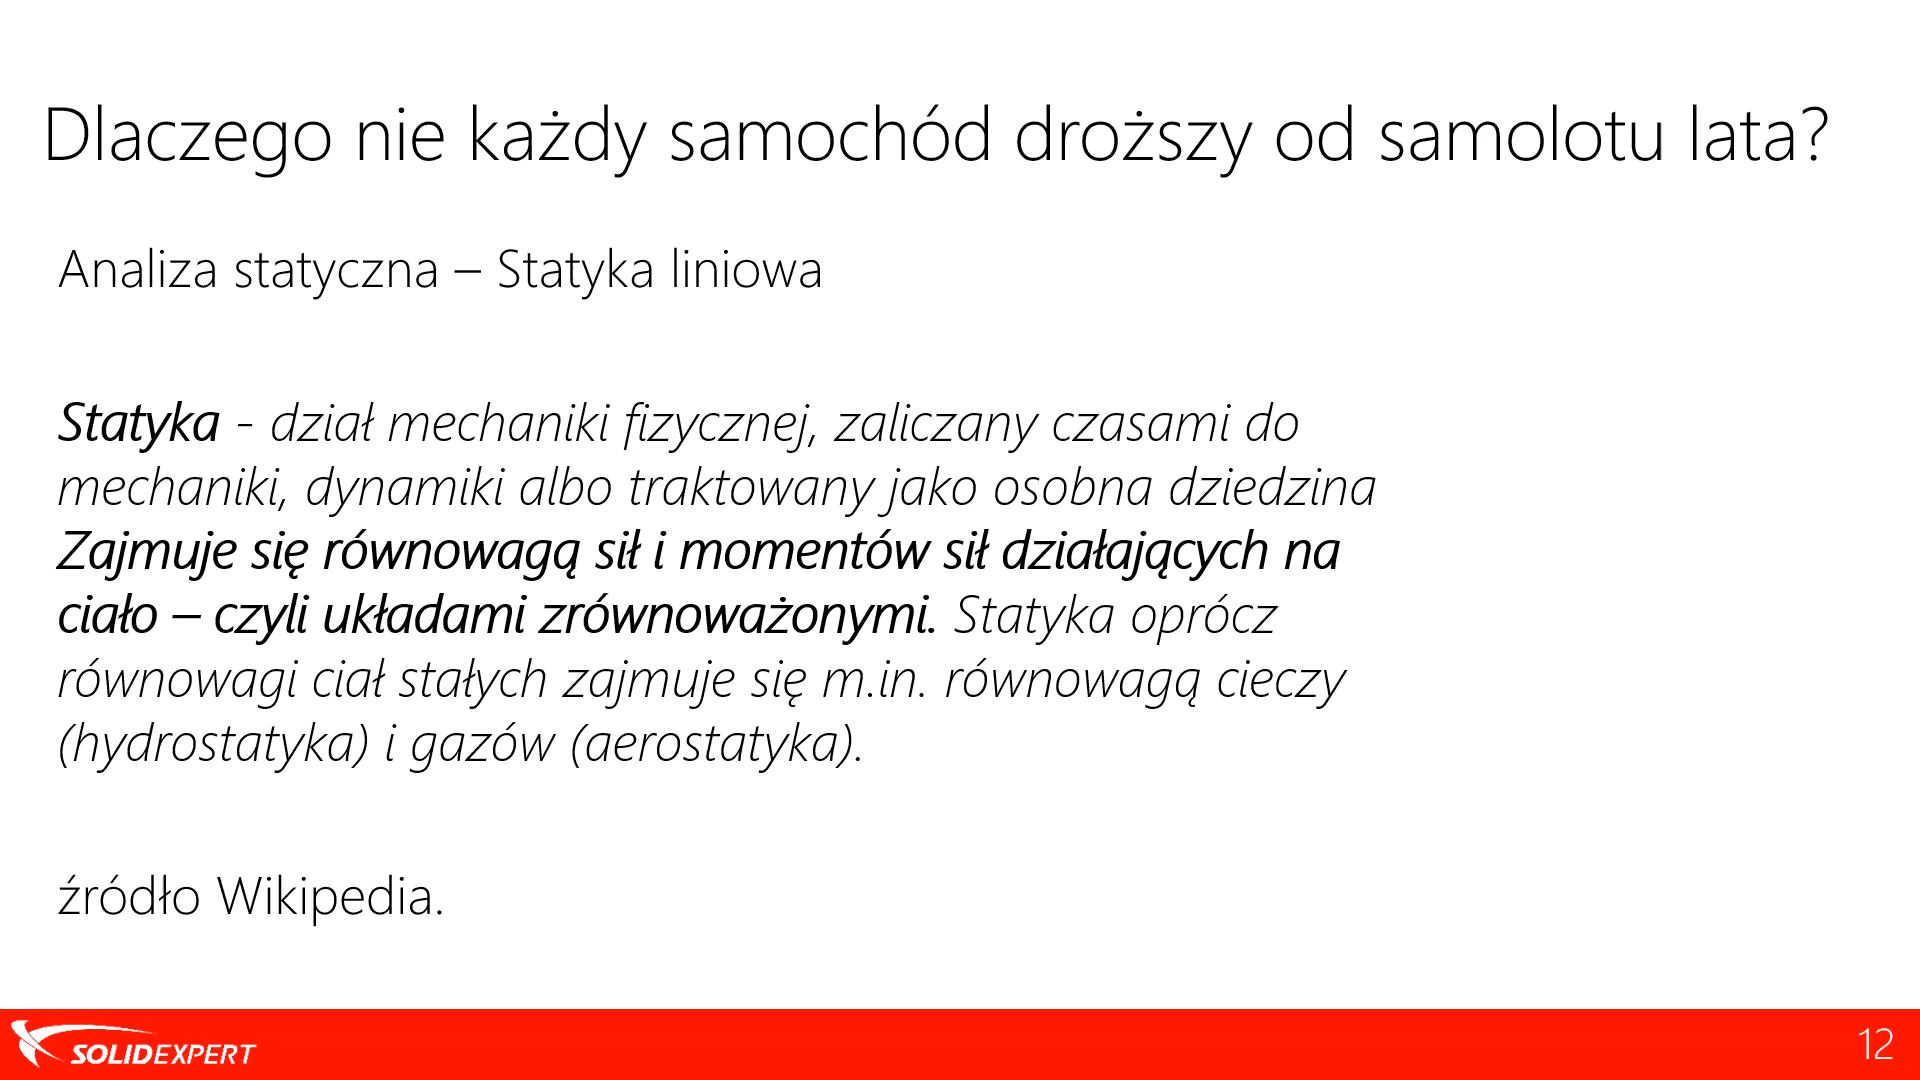 Dlaczego nie każdy samochód droższy od samolotu lata?
Analiza statyczna – Statyka liniowa
Statyka - dział mechaniki fizycznej, zaliczany czasami do
mechaniki, dynamiki albo traktowany jako osobna dziedzina
Zajmuje się równowagą sił i momentów sił działających na
ciało – czyli układami zrównoważonymi. Statyka oprócz
równowagi ciał stałych zajmuje się m.in. równowagą cieczy
(hydrostatyka) i gazów (aerostatyka).
źródło Wikipedia.
SOLIDEXPERT
12